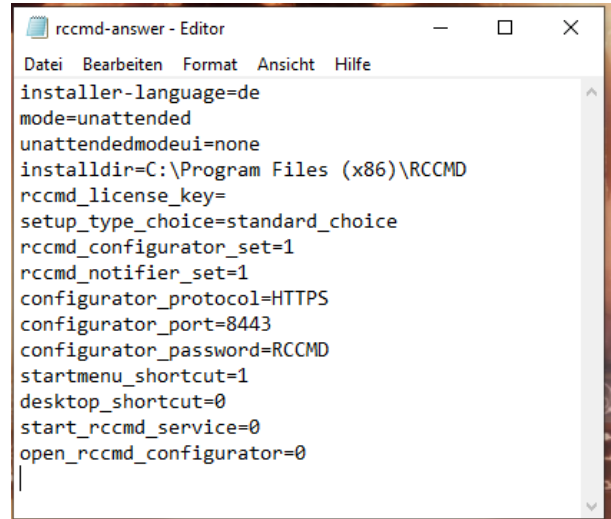 rccmd-answer - Editor
Datei Bearbeiten Format Ansicht Hilfe
installer-language=de
mode=unattended
unattendedmodeui=none
installdir=C:\Program Files (x86)\RCCMD
rccmd_license_key=
setup_type_choice=standard_choice
rccmd_configurator_set=1
rccmd_notifier_set=1
configurator_protocol=HTTPS
configurator_port=8443
configurator_password=RCCMD
startmenu_shortcut=1
desktop_shortcut=0
start_rccmd_service=0
open_rccmd_configurator=0